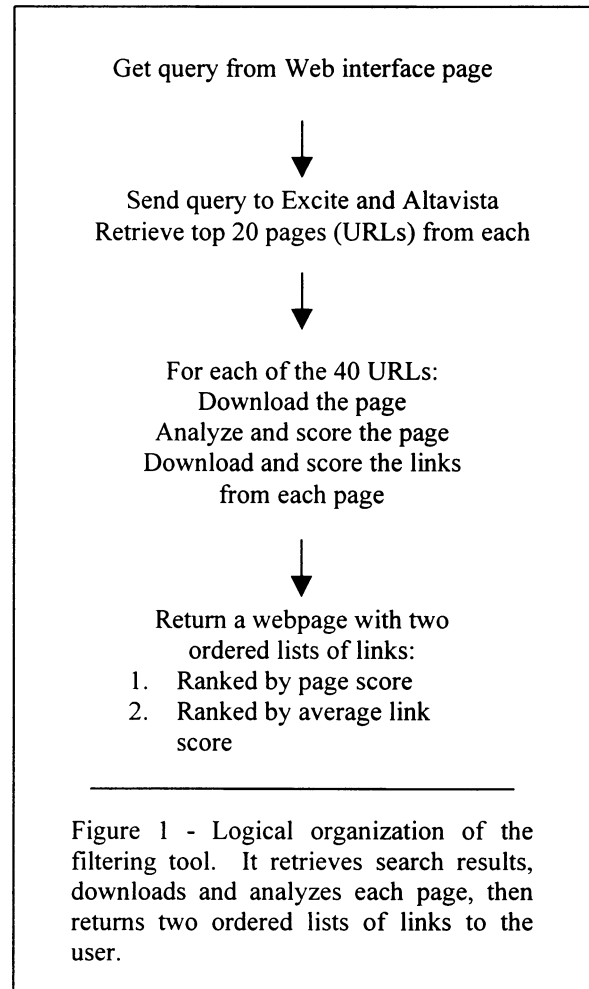 Get query from Web interface page
Send query to Excite and Altavista
Retrieve top 20 pages (URLs) from each
For each of the 40 URLs:
Download the page
Analyze and score the page
Download and score the links
from each page
Return a webpage with two
ordered lists of links:
1. Ranked by page score
2. Ranked by average link
score
Figure 1 - Logical organization of the
filtering tool. It retrieves search results,
downloads and analyzes each page, then
returns two ordered lists of links to the
user.